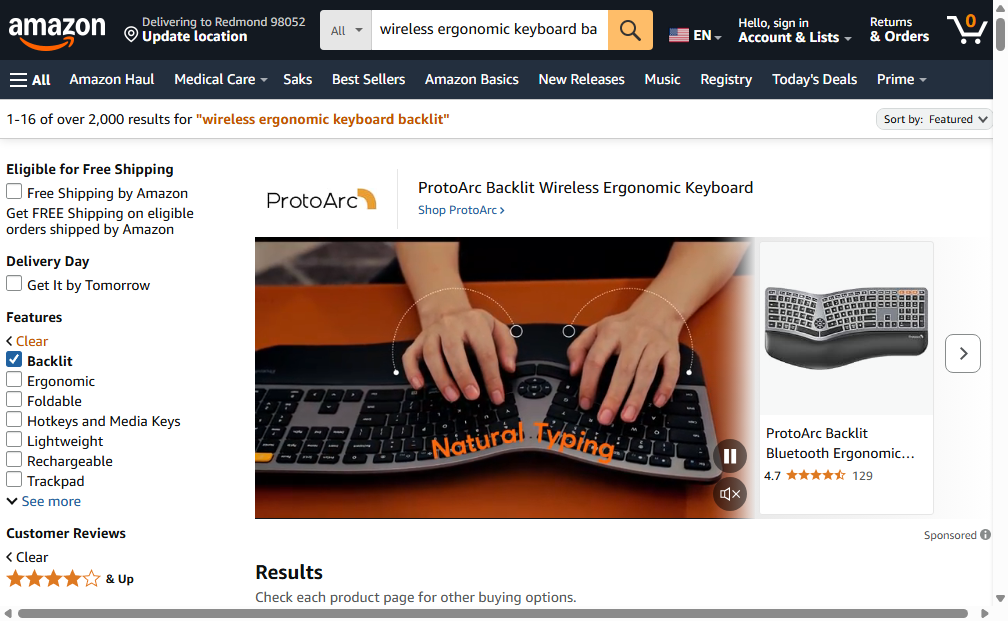 amazon
Delivering to Redmond 98052
Update location
All
wireless ergonomic keyboard ba
EN
Hello, sign in
Account & Lists
Returns
& Orders
0
All
Amazon Haul
Medical Care
Saks
Best Sellers
Amazon Basics
New Releases
Music
Registry
Today's Deals
Prime
1-16 of over 2,000 results for "wireless ergonomic keyboard backlit"
Sort by: Featured
Eligible for Free Shipping
Free Shipping by Amazon
Get FREE Shipping on eligible
orders shipped by Amazon
Delivery Day
Get It by Tomorrow
Features
Clear
Backlit
Ergonomic
Foldable
Hotkeys and Media Keys
Lightweight
Rechargeable
Trackpad
See more
Customer Reviews
Clear
& Up
ProtoArc
ProtoArc Backlit Wireless Ergonomic Keyboard
Shop ProtoArc
Natural Typing
ProtoArc Backlit
Bluetooth Ergonomic...
4.7
129
Sponsored
Results
Check each product page for other buying options.